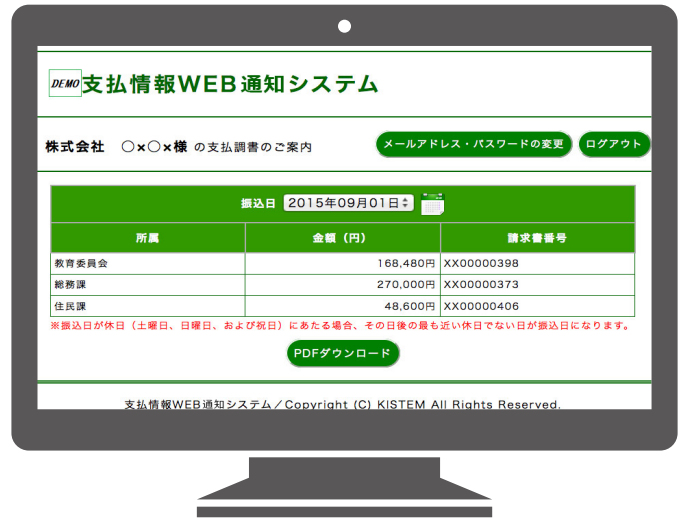 DEMO 支払情報WEB通知システム
株式会社 ○×○×様 の支払調書のご案内 メールアドレス・パスワードの変更 ログアウト
振込日 2015年09月01日
所属 金額（円） 請求書番号
教育委員会 168,480円 XX00000398
総務課 270,000円 XX00000373
住民課 48,600円 XX00000406
※振込日が休日（土曜日、日曜日、および祝日）にあたる場合、その日後の最も近い休日でない日が振込日になります。
PDFダウンロード
支払情報WEB通知システム／Copyright (C) KISTEM All Rights Reserved.